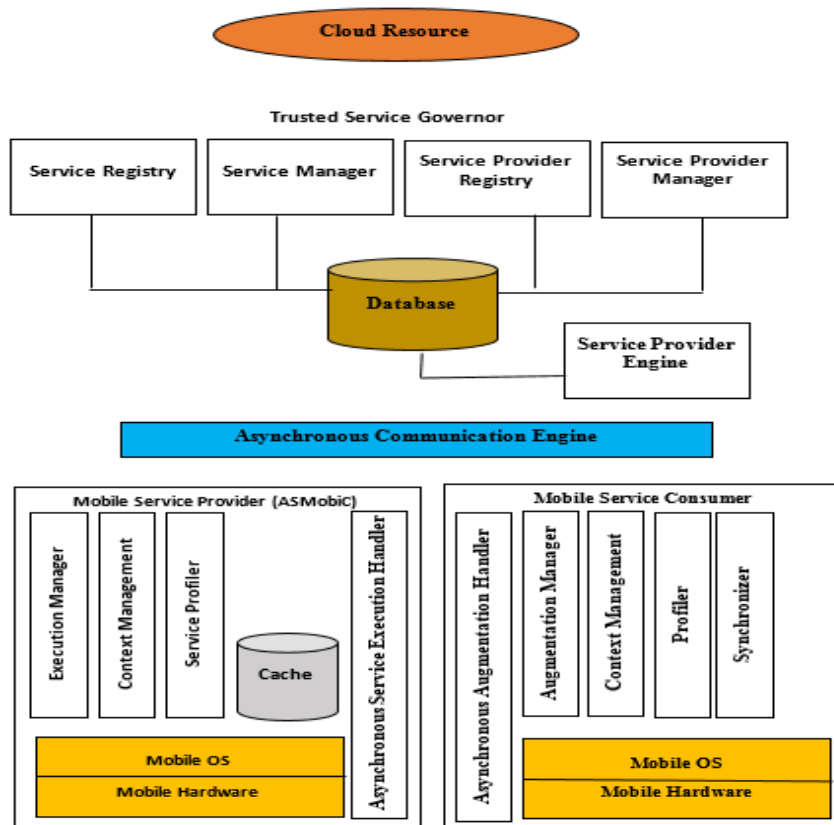 Cloud Resource
Trusted Service Governor
Service Registry
Service Manager
Service Provider
Registry
Service Provider
Manager
Database
Service Provider
Engine
Asynchronous Communication Engine
Mobile Service Provider (ASMobiC)
Execution Manager
Context Management
Service Profiler
Cache
Asynchronous Service Execution Handler
Mobile OS
Mobile Hardware
Mobile Service Consumer
Asynchronous Augmentation Handler
Augmentation Manager
Context Management
Profiler
Synchronizer
Mobile OS
Mobile Hardware